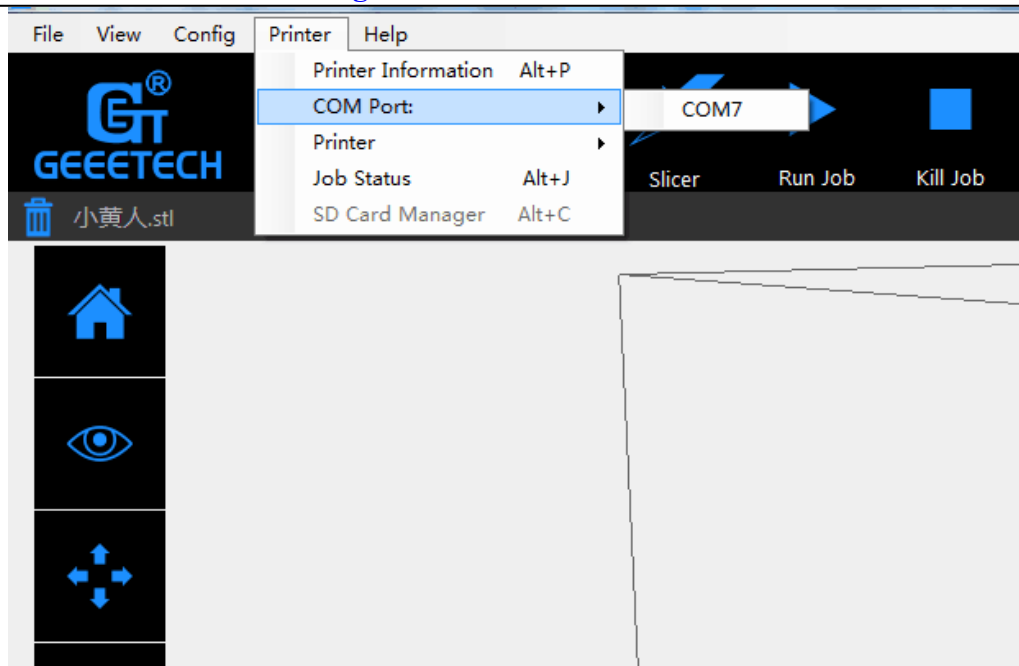 File View Config Printer Help
Printer Information Alt+P
COM Port:
COM7
Printer
Job Status Alt+J
SD Card Manager Alt+C
GT®
GEEETECH
Slicer Run Job Kill Job
小黄人.stl